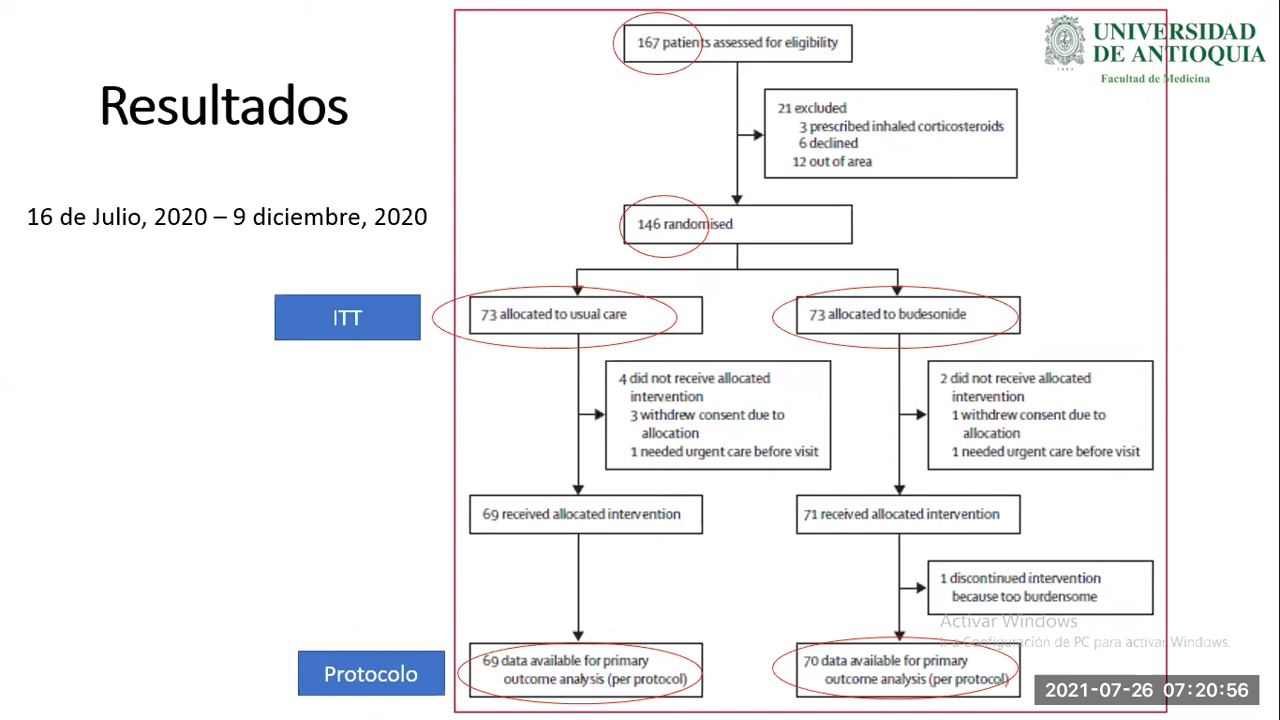 UNIVERSIDAD
DE ANTIOQUIA
Facultad de Medicina
Resultados
16 de Julio, 2020 – 9 diciembre, 2020
167 patients assessed for eligibility
21 excluded
3 prescribed inhaled corticosteroids
6 declined
12 out of area
146 randomised
ITT
73 allocated to usual care
73 allocated to budesonide
4 did not receive allocated
intervention
3 withdrew consent due to
allocation
1 needed urgent care before visit
2 did not receive allocated
intervention
1 withdrew consent due to
allocation
1 needed urgent care before visit
69 received allocated intervention
71 received allocated intervention
1 discontinued intervention
because too burdensome
Activar Windows
Ir a Configuración de PC para activar Windows.
Protocolo
69 data available for primary
outcome analysis (per protocol)
70 data available for primary
outcome analysis (per protocol)
2021-07-26 07:20:56